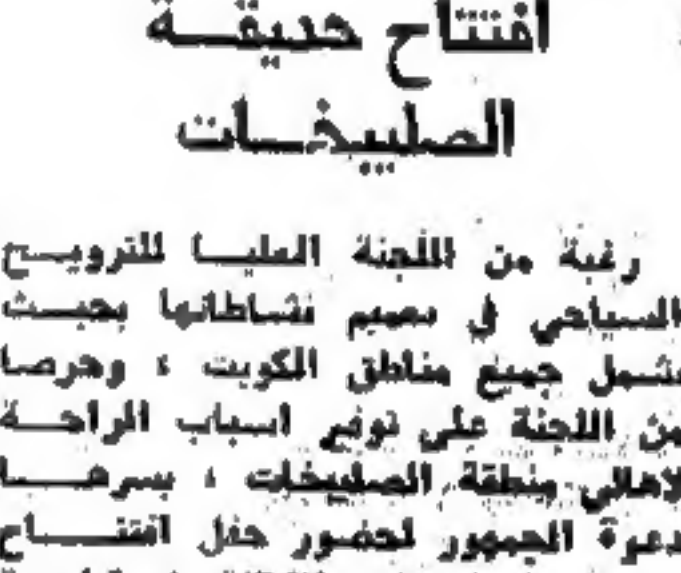 افتتاح حديقة
الصليبخات
رغبة من اللجنة العليا للترويح
السياحي في تعميم نشاطاتها بحيث
تشمل جميع مناطق الكويت ، وحرصا
من اللجنة على توفير اسباب الراحة
لاهالي منطقة الصليبخات ، يسرها
دعوة الجمهور لحضور حفل افتتاح